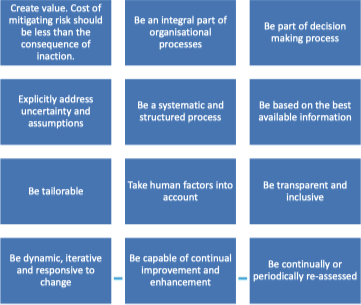 Create value. Cost of
mitigating risk should
be less than the
consequence of
inaction.
Be an integral part of
organisational
processes
Be part of decision
making process
Explicitly address
uncertainty and
assumptions
Be a systematic and
structured process
Be based on the best
available information
Be tailorable
Take human factors into
account
Be transparent and
inclusive
Be dynamic, iterative
and responsive to
change
Be capable of continual
improvement and
enhancement
Be continually or
periodically re-assessed